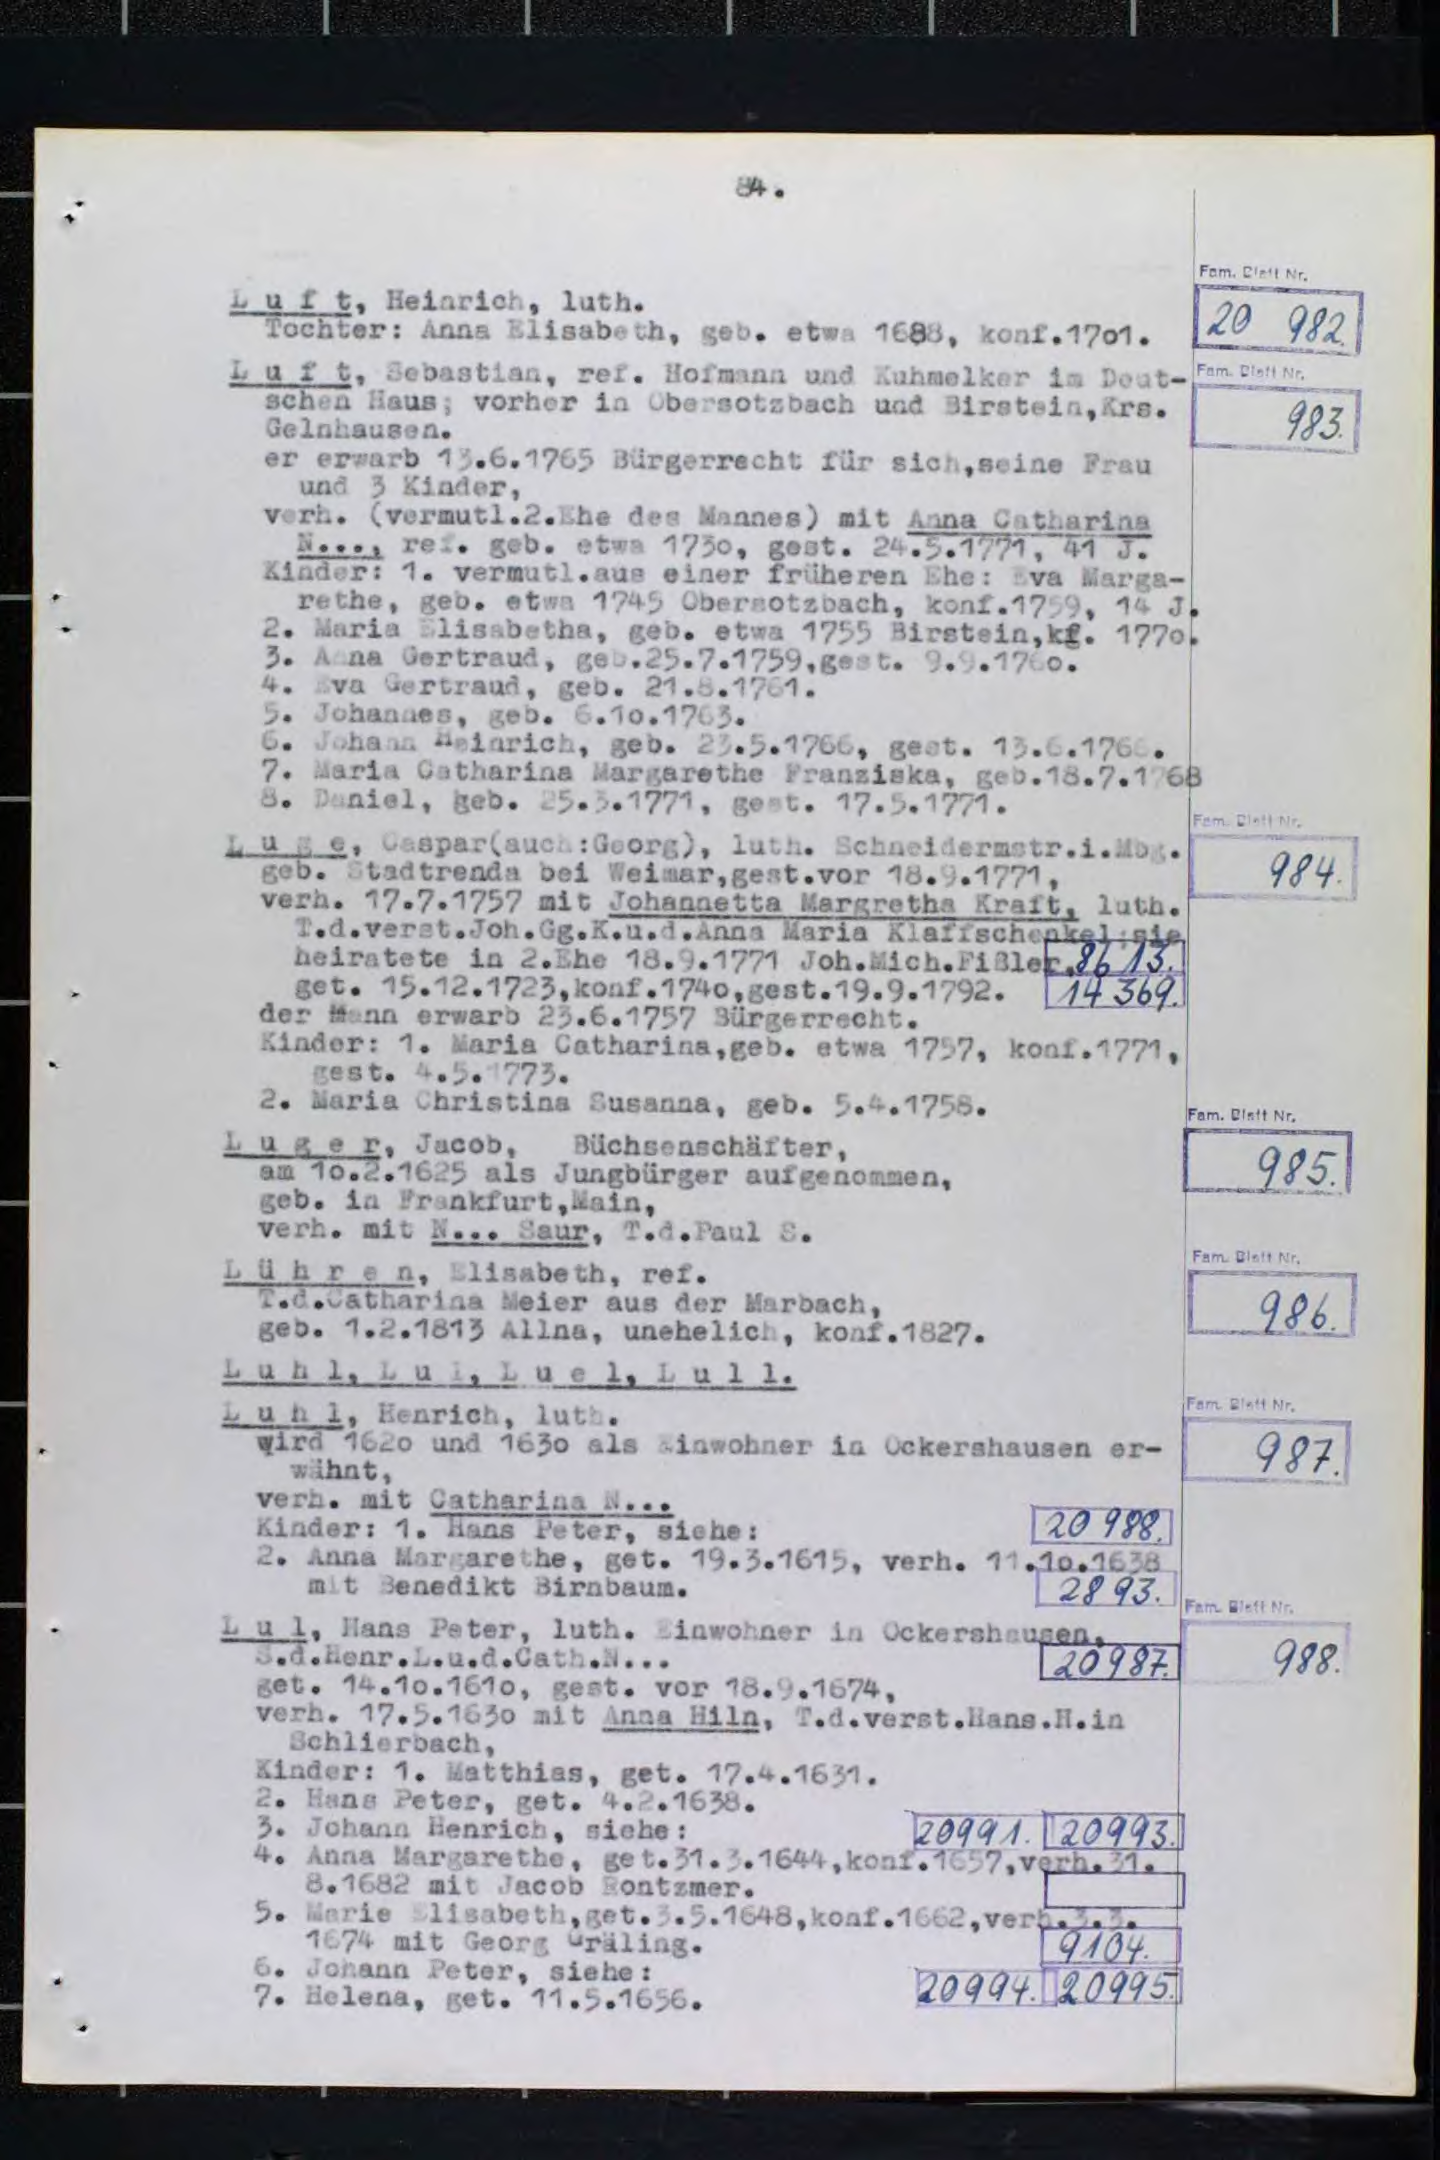 84.
Fam. Blatt Nr.
L u f t, Heinrich, luth.
20 982.
Tochter: Anna Elisabeth, geb. etwa 1688, konf.1701.
Fam. Blatt Nr.
L u f t, Sebastian, ref. Hofmann und Kuhmelker im Deut-
schen Haus; vorher in Obersotzbach und Birstein,Krs.
983.
Gelnhausen.
er erwarb 13.6.1765 Bürgerrecht für sich,seine Frau
und 3 Kinder,
verh. (vermutl.2.Ehe des Mannes) mit Anna Catharina
N..., ref. geb. etwa 1730, gest. 24.5.1771, 41 J.
Kinder: 1. vermutl.aus einer früheren Ehe: Eva Marga-
rethe, geb. etwa 1745 Obersotzbach, konf.1759, 14 J.
2. Maria Elisabetha, geb. etwa 1755 Birstein,kf. 1770.
3. Anna Gertraud, geb.25.7.1759,gest. 9.9.1760.
4. Eva Gertraud, geb. 21.8.1761.
5. Johannes, geb. 6.10.1763.
6. Johann Heinrich, geb. 23.5.1766, gest. 13.6.1766.
7. Maria Catharina Margarethe Franziska, geb.18.7.1768
8. Daniel, geb. 25.3.1771, gest. 17.5.1771.
Fam. Blatt Nr.
L u g e, Caspar(auch:Georg), luth. Schneidermstr.i.Mbg.
984.
geb. Stadtrenda bei Weimar,gest.vor 18.9.1771,
verh. 17.7.1757 mit Johannetta Margretha Kraft, luth.
T.d.verst.Joh.Gg.K.u.d.Anna Maria Klaffschenkel;sie
heiratete in 2.Ehe 18.9.1771 Joh.Mich.Fißler. 8613.
get. 15.12.1723,konf.1740,gest.19.9.1792. 14 369.
der Mann erwarb 23.6.1757 Bürgerrecht.
Kinder: 1. Maria Catharina,geb. etwa 1757, konf.1771,
gest. 4.5.1773.
2. Maria Christina Susanna, geb. 5.4.1758.
Fam. Blatt Nr.
L u g e r, Jacob, Büchsenschäfter,
985.
am 10.2.1625 als Jungbürger aufgenommen,
geb. in Frankfurt,Main,
verh. mit N... Saur, T.d.Paul S.
Fam. Blatt Nr.
L ü h r e n, Elisabeth, ref.
T.d.Catharina Meier aus der Marbach,
986.
geb. 1.2.1813 Allna, unehelich, konf.1827.
L u h l, L u l, L u e l, L u l l.
Fam. Blatt Nr.
L u h l, Henrich, luth.
987.
wird 1620 und 1630 als Einwohner in Ockershausen er-
wähnt,
verh. mit Catharina N...
Kinder: 1. Hans Peter, siehe: 20 988.
2. Anna Margarethe, get. 19.3.1615, verh. 11.10.1638
mit Benedikt Birnbaum. 2893.
Fam. Blatt Nr.
L u l, Hans Peter, luth. Einwohner in Ockershausen,
S.d.Henr.L.u.d.Cath.N... 20987.
988.
get. 14.10.1610, gest. vor 18.9.1674,
verh. 17.5.1630 mit Anna Hiln, T.d.verst.Hans.H.in
Schlierbach,
Kinder: 1. Matthias, get. 17.4.1631.
2. Hans Peter, get. 4.2.1638.
3. Johann Henrich, siehe: 20991. 20993.
4. Anna Margarethe, get.31.3.1644,konf.1657,verh.31.
8.1682 mit Jacob Rontzmer.
5. Marie Elisabeth,get.3.5.1648,konf.1662,verh.3.3.
1674 mit Georg Gräling. 9104.
6. Johann Peter, siehe: 20994. 20995.
7. Helena, get. 11.5.1656.